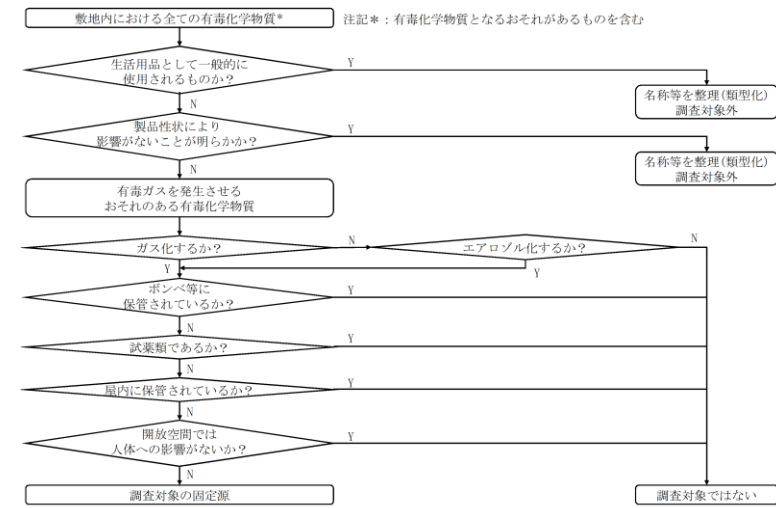 敷地内における全ての有毒化学物質*
注記*：有毒化学物質となるおそれがあるものを含む
生活用品として一般的に
使用されるものか？
Y
N
名称等を整理(類型化)
調査対象外
製品性状により
影響がないことが明らかか？
Y
N
名称等を整理(類型化)
調査対象外
有毒ガスを発生させる
おそれのある有毒化学物質
ガス化するか？
N
エアロゾル化するか？
N
Y
Y
ボンベ等に
保管されているか？
Y
N
試薬類であるか？
Y
N
屋内に保管されているか？
Y
N
開放空間では
人体への影響がないか？
Y
N
調査対象の固定源
調査対象ではない